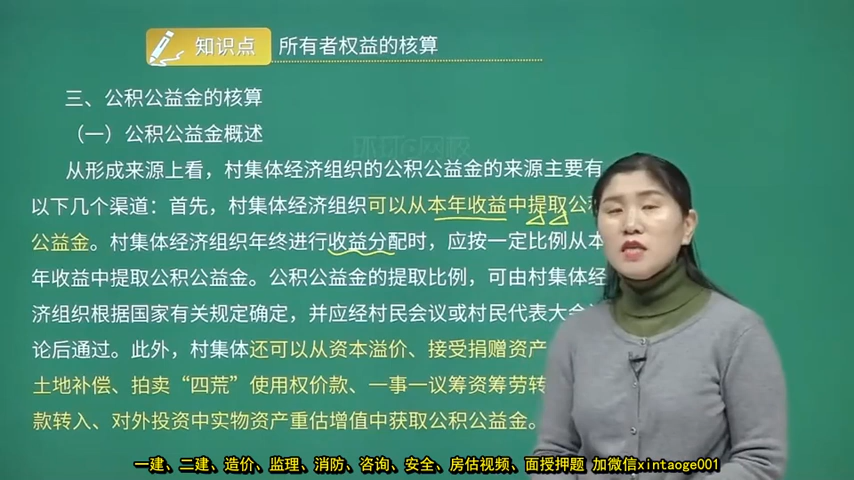 知识点 所有者权益的核算
三、公积公益金的核算
（一）公积公益金概述
环球网校
从形成来源上看，村集体经济组织的公积公益金的来源主要有
以下几个渠道：首先，村集体经济组织可以从本年收益中提取公积
公益金。村集体经济组织年终进行收益分配时，应按一定比例从本
年收益中提取公积公益金。公积公益金的提取比例，可由村集体经
济组织根据国家有关规定确定，并应经村民会议或村民代表大会
论后通过。此外，村集体还可以从资本溢价、接受捐赠资产
土地补偿、拍卖“四荒”使用权价款、一事一议筹资筹劳转
款转入、对外投资中实物资产重估增值中获取公积公益金。
一建、二建、造价、监理、消防、咨询、安全、房估视频、面授押题 加微信xintaoge001